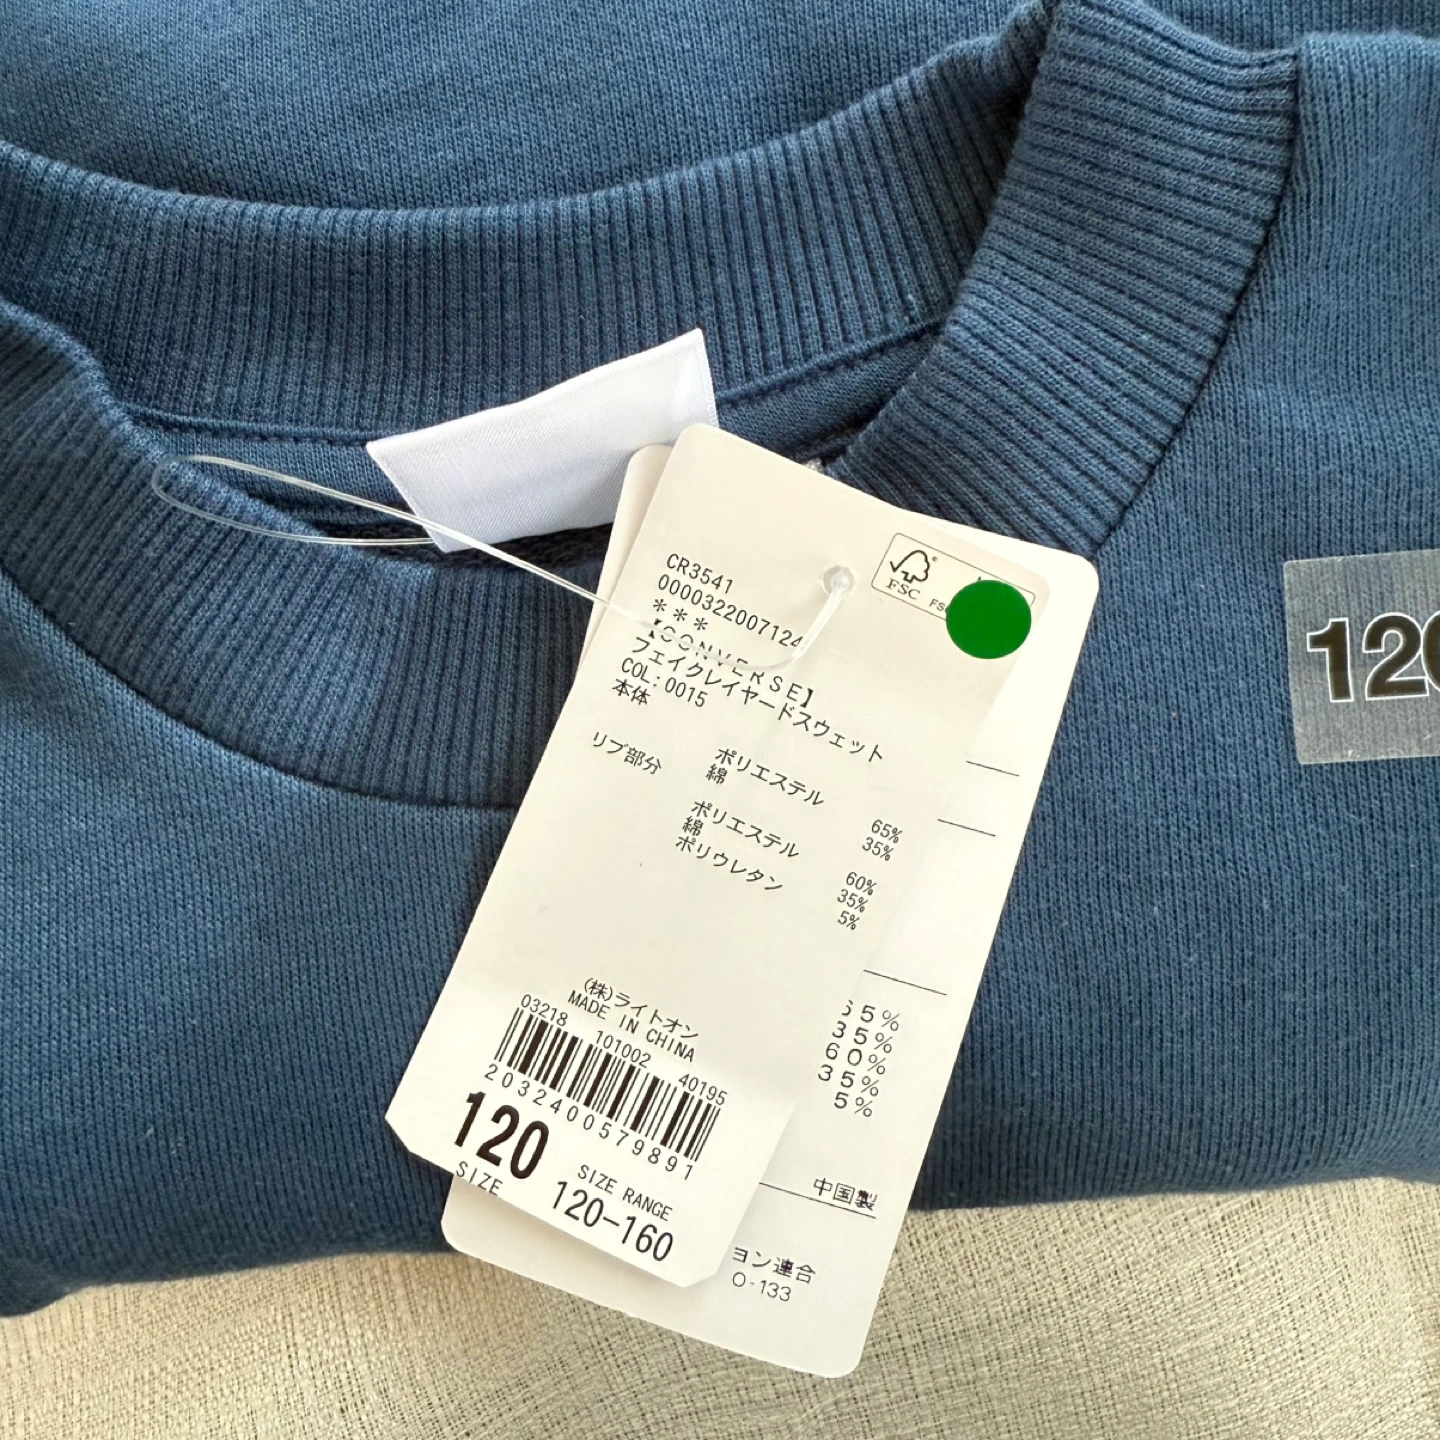 CR3541
0000322007124
***
【CONVERSE】
フェイクレイヤードスウェット
COL:0015
本体
ポリエステル 65%
綿 35%
リブ部分
ポリエステル 60%
綿 35%
ポリウレタン 5%
(株)ライトオン
MADE IN CHINA
03218 101002 40195
2032400579891
120
SIZE
SIZE RANGE
120-160
FSC
120
5%
35%
60%
35%
5%
中国製
ヨン連合
O-133